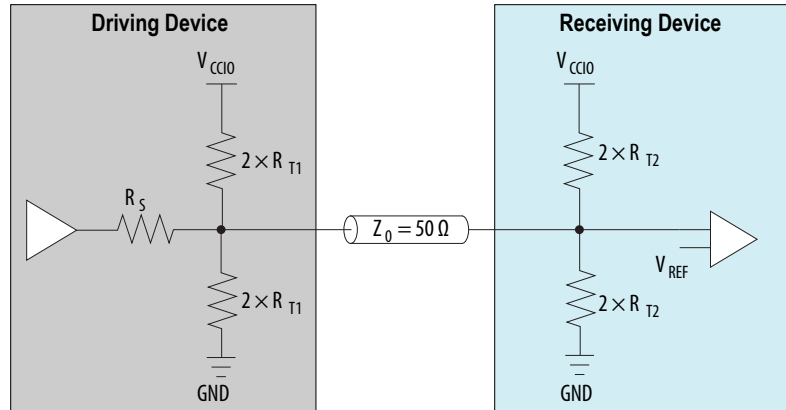 Driving Device
V CCIO
2 × R T1
R S
2 × R T1
GND
Z 0 = 50 Ω
Receiving Device
V CCIO
2 × R T2
V REF
2 × R T2
GND